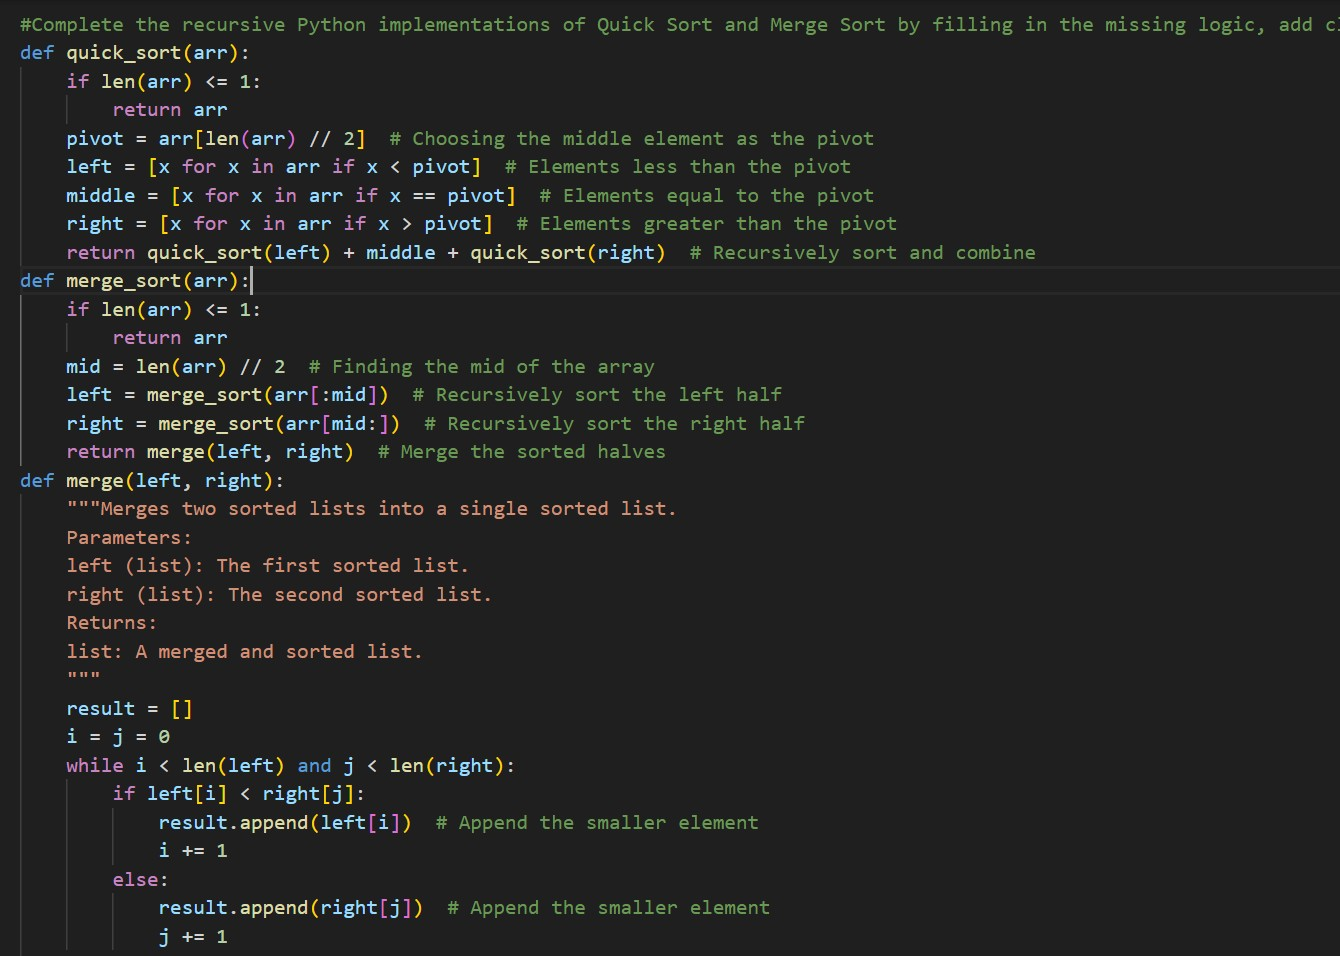 #Complete the recursive Python implementations of Quick Sort and Merge Sort by filling in the missing logic, add
def quick_sort(arr):
    if len(arr) <= 1:
        return arr
    pivot = arr[len(arr) // 2]  # Choosing the middle element as the pivot
    left = [x for x in arr if x < pivot]  # Elements less than the pivot
    middle = [x for x in arr if x == pivot]  # Elements equal to the pivot
    right = [x for x in arr if x > pivot]  # Elements greater than the pivot
    return quick_sort(left) + middle + quick_sort(right)  # Recursively sort and combine
def merge_sort(arr):
    if len(arr) <= 1:
        return arr
    mid = len(arr) // 2  # Finding the mid of the array
    left = merge_sort(arr[:mid])  # Recursively sort the left half
    right = merge_sort(arr[mid:])  # Recursively sort the right half
    return merge(left, right)  # Merge the sorted halves
def merge(left, right):
    """Merges two sorted lists into a single sorted list.
    Parameters:
    left (list): The first sorted list.
    right (list): The second sorted list.
    Returns:
    list: A merged and sorted list.
    """
    result = []
    i = j = 0
    while i < len(left) and j < len(right):
        if left[i] < right[j]:
            result.append(left[i])  # Append the smaller element
            i += 1
        else:
            result.append(right[j])  # Append the smaller element
            j += 1